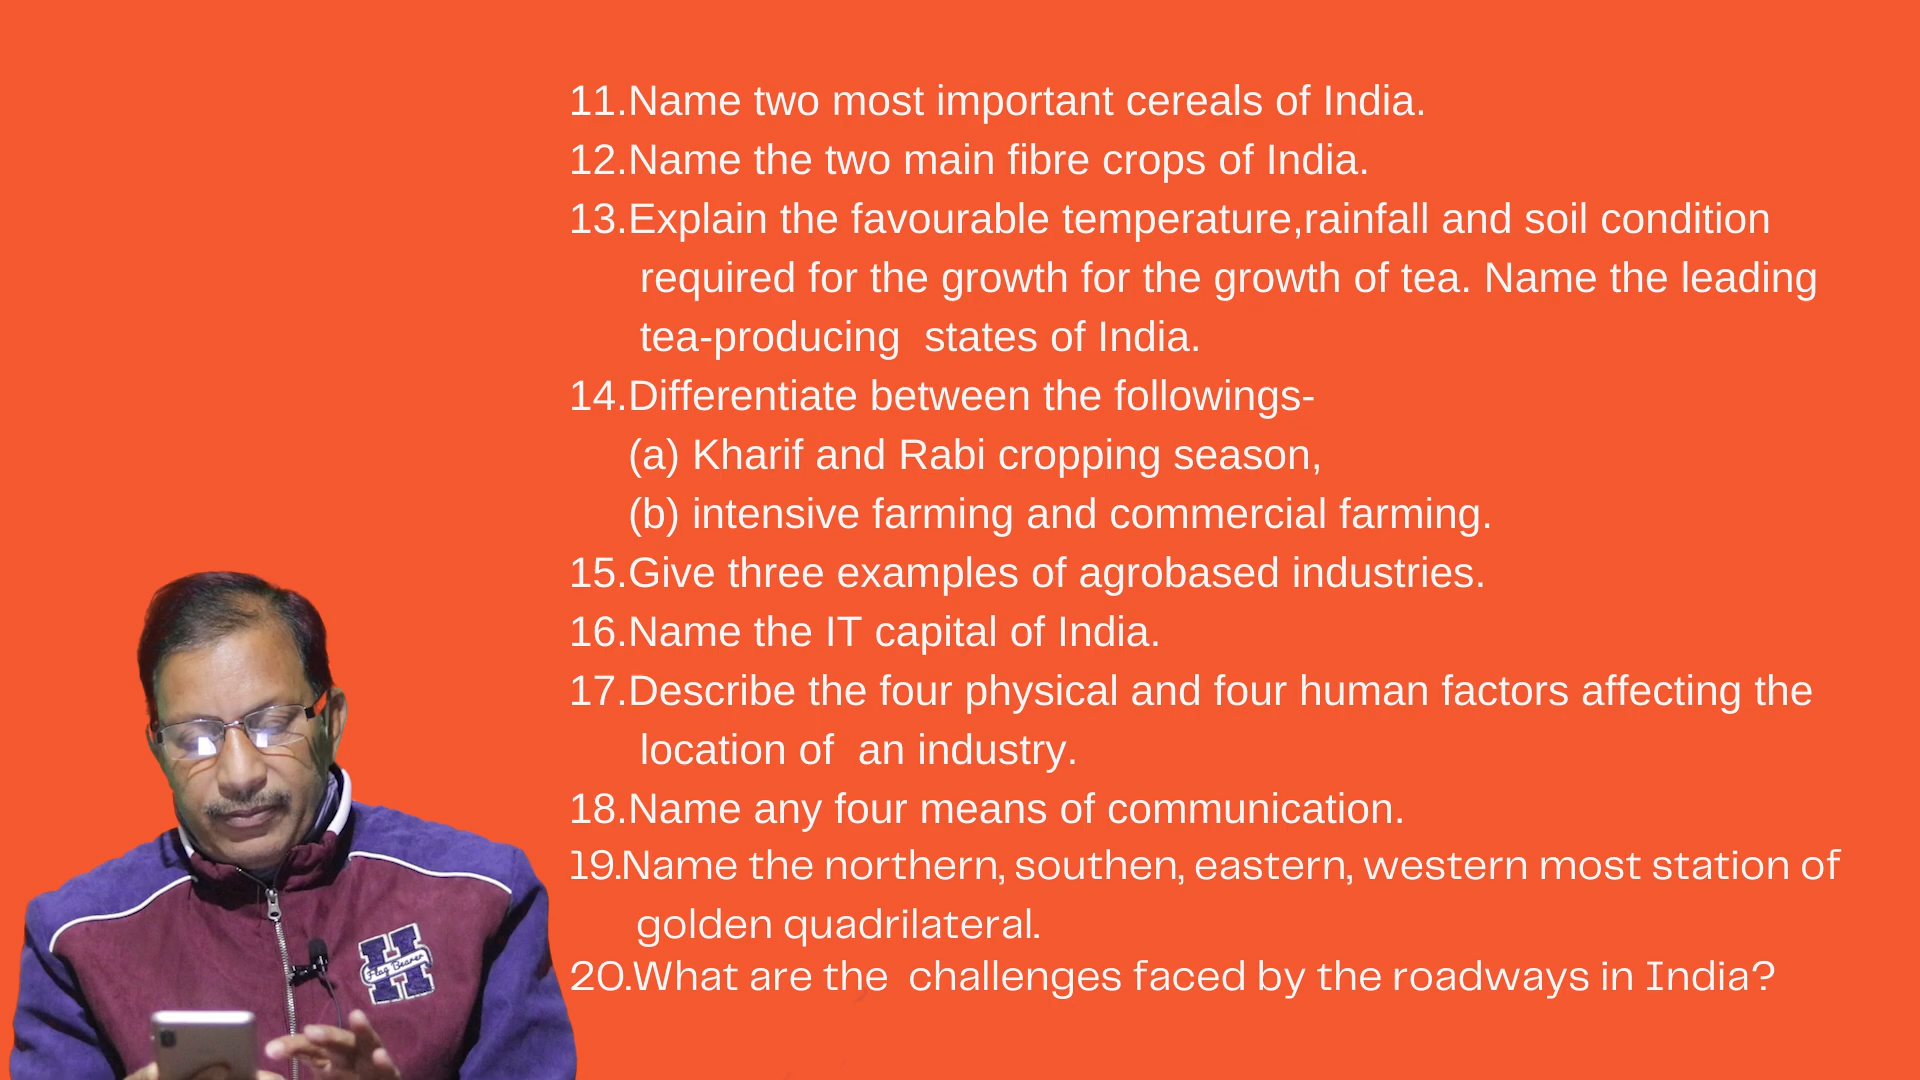 11.Name two most important cereals of India.
12.Name the two main fibre crops of India.
13.Explain the favourable temperature,rainfall and soil condition
required for the growth for the growth of tea. Name the leading
tea-producing  states of India.
14.Differentiate between the followings-
(a) Kharif and Rabi cropping season,
(b) intensive farming and commercial farming.
15.Give three examples of agrobased industries.
16.Name the IT capital of India.
17.Describe the four physical and four human factors affecting the
location of  an industry.
18.Name any four means of communication.
19.Name the northern, southen, eastern, western most station of
golden quadrilateral.
20.What are the  challenges faced by the roadways in India?
H
Flag Bearer